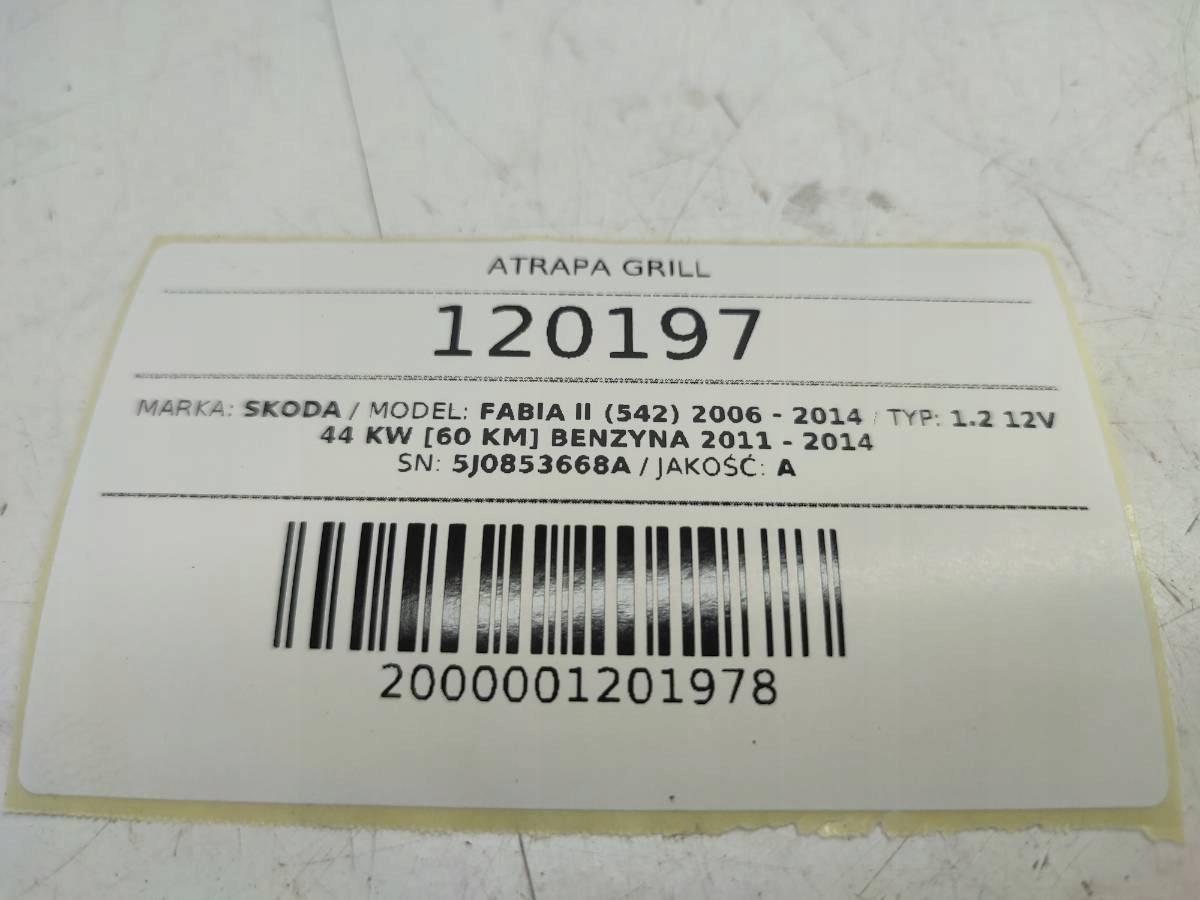 ATRAPA GRILL
120197
MARKA: SKODA / MODEL: FABIA II (542) 2006 - 2014 / TYP: 1.2 12V
44 KW [60 KM] BENZYNA 2011 - 2014
SN: 5J0853668A / JAKOŚĆ: A
2000001201978